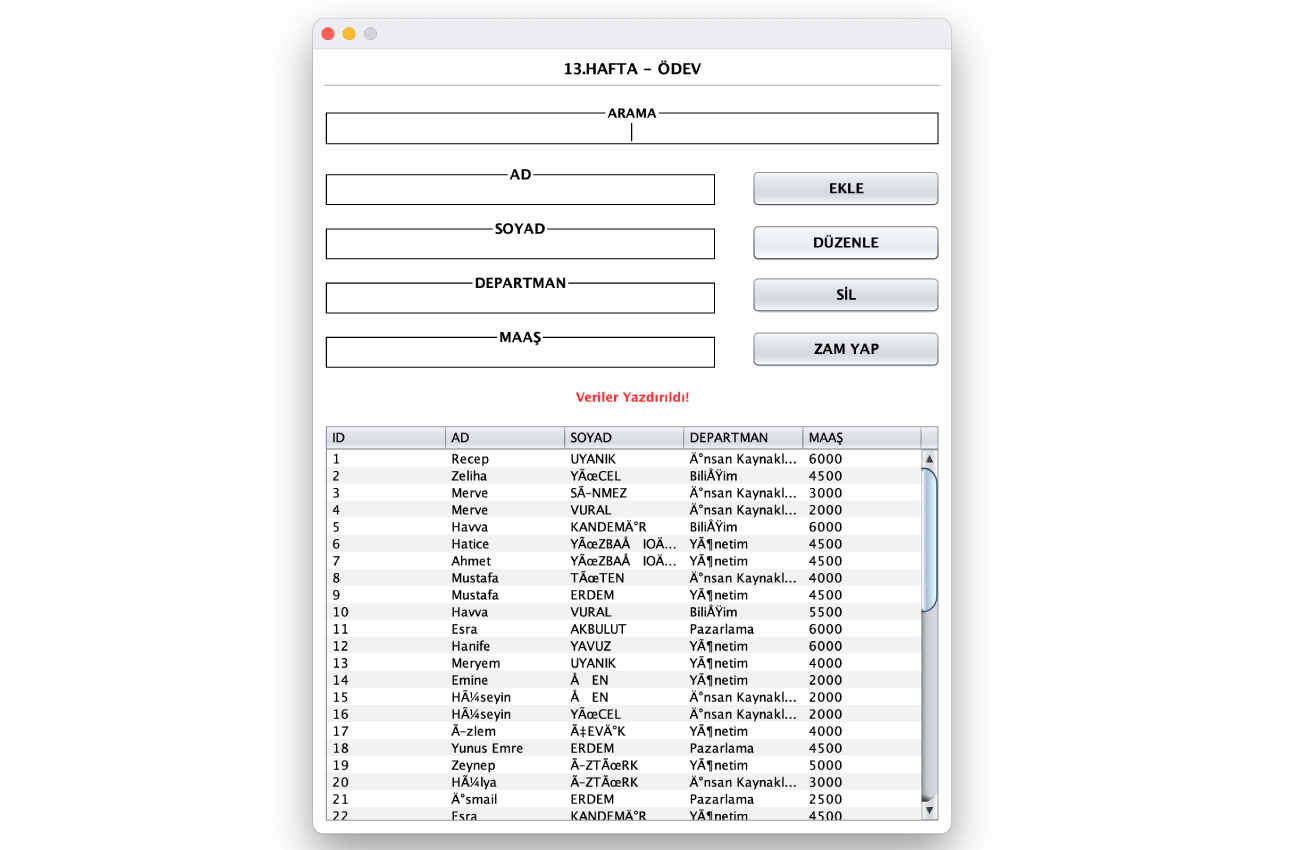 13.HAFTA – ÖDEV
ARAMA
AD
EKLE
SOYAD
DÜZENLE
DEPARTMAN
SİL
MAAŞ
ZAM YAP
Veriler Yazdırıldı!
ID AD SOYAD DEPARTMAN MAAŞ
1 Recep UYANIK Ä°nsan Kaynakl... 6000
2 Zeliha YÃœCEL BiliÅŸim 4500
3 Merve SÃ–NMEZ Ä°nsan Kaynakl... 3000
4 Merve VURAL Ä°nsan Kaynakl... 2000
5 Havva KANDEMÄ°R BiliÅŸim 6000
6 Hatice YÃœZBAÅ IOÄ... YÃ¶netim 4500
7 Ahmet YÃœZBAÅ IOÄ... YÃ¶netim 4500
8 Mustafa TÃœTEN Ä°nsan Kaynakl... 4000
9 Mustafa ERDEM YÃ¶netim 4500
10 Havva VURAL BiliÅŸim 5500
11 Esra AKBULUT Pazarlama 6000
12 Hanife YAVUZ YÃ¶netim 6000
13 Meryem UYANIK YÃ¶netim 4000
14 Emine Å EN YÃ¶netim 2000
15 HÃ¼seyin Å EN Ä°nsan Kaynakl... 2000
16 HÃ¼seyin YÃœCEL Ä°nsan Kaynakl... 2000
17 Ã–zlem Ã‡EVÄ°K YÃ¶netim 4000
18 Yunus Emre ERDEM Pazarlama 4500
19 Zeynep Ã–ZTÃœRK YÃ¶netim 5000
20 HÃ¼lya Ã–ZTÃœRK Ä°nsan Kaynakl... 3000
21 Ä°smail ERDEM Pazarlama 2500
22 Esra KANDEMÄ°R YÃ¶netim 4500